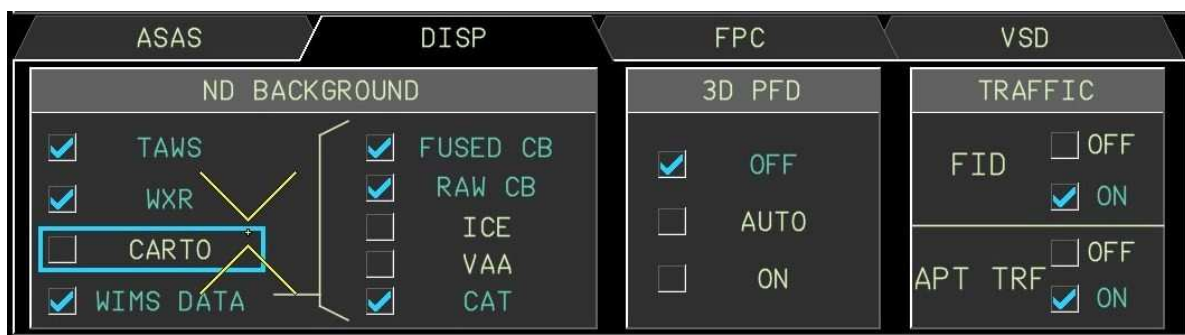 ASAS DISP FPC VSD
ND BACKGROUND
TAWS
WXR
CARTO
WIMS DATA
FUSED CB
RAW CB
ICE
VAA
CAT
3D PFD
OFF
AUTO
ON
TRAFFIC
FID
OFF
ON
APT TRF
OFF
ON